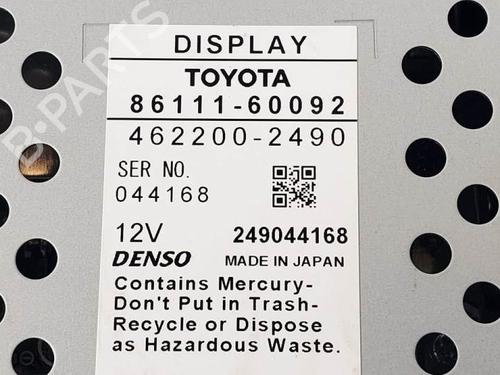 DISPLAY
TOYOTA
86111-60092
462200-2490
SER NO.
044168
12V
249044168
DENSO
MADE IN JAPAN
Contains Mercury-
Don't Put in Trash-
Recycle or Dispose
as Hazardous Waste.
B-PARTS